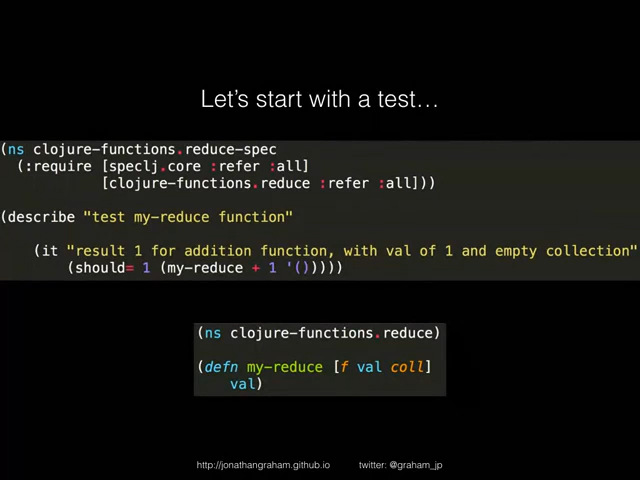 Let's start with a test…
(ns clojure-functions.reduce-spec
  (:require [speclj.core :refer :all]
            [clojure-functions.reduce :refer :all]))
(describe "test my-reduce function"
    (it "result 1 for addition function, with val of 1 and empty collection"
        (should= 1 (my-reduce + 1 '()))))
(ns clojure-functions.reduce)
(defn my-reduce [f val coll]
    val)
http://jonathangraham.github.io twitter: @graham_jp